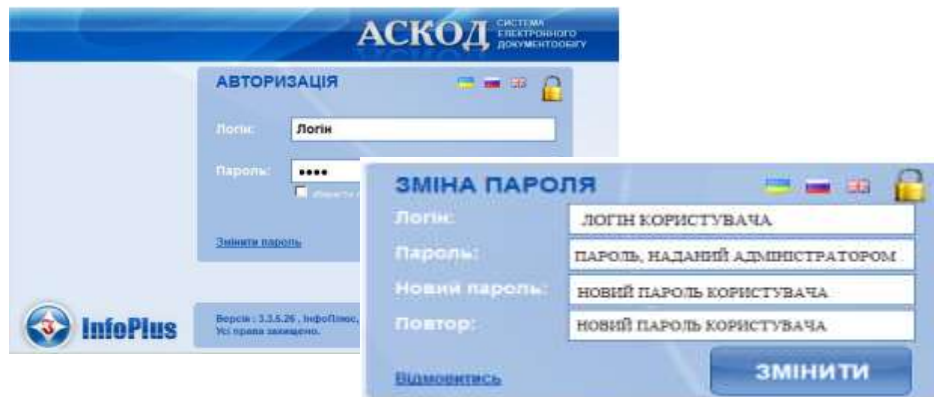 АСКОД
СИСТЕМА
ЕЛЕКТРОННОГО
ДОКУМЕНТООБІГУ
АВТОРИЗАЦІЯ
Логін: Логін
Пароль: ••••
Змінити пароль
InfoPlus
Версія : 3.3.5.26 , ІнфоПлюс,
Усі права захищено.
ЗМІНА ПАРОЛЯ
Логін: ЛОГІН КОРИСТУВАЧА
Пароль: ПАРОЛЬ, НАДАНИЙ АДМІНІСТРАТОРОМ
Новий пароль: НОВИЙ ПАРОЛЬ КОРИСТУВАЧА
Повтор: НОВИЙ ПАРОЛЬ КОРИСТУВАЧА
Відмовитись
ЗМІНИТИ